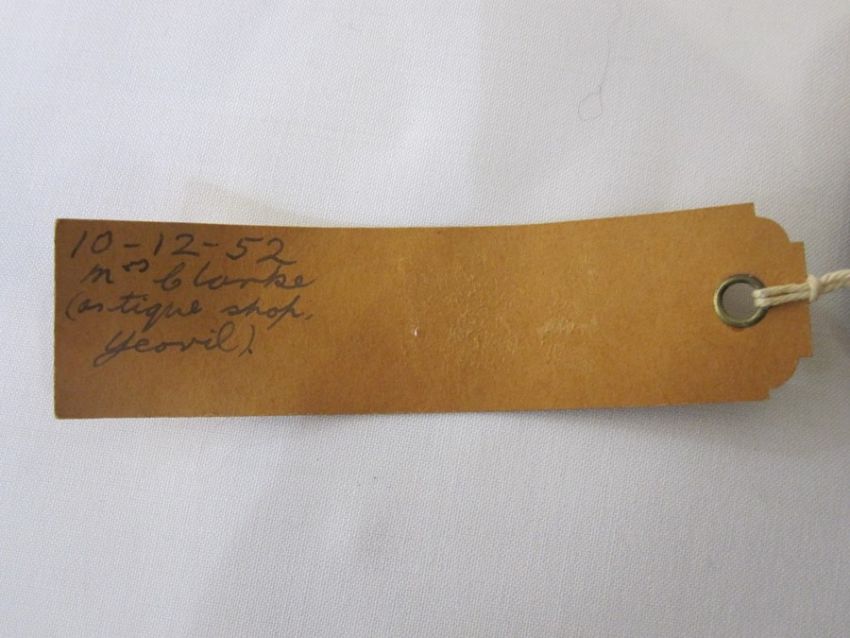 10-12-52
Mrs Clarke
(antique shop,
Yeovil).